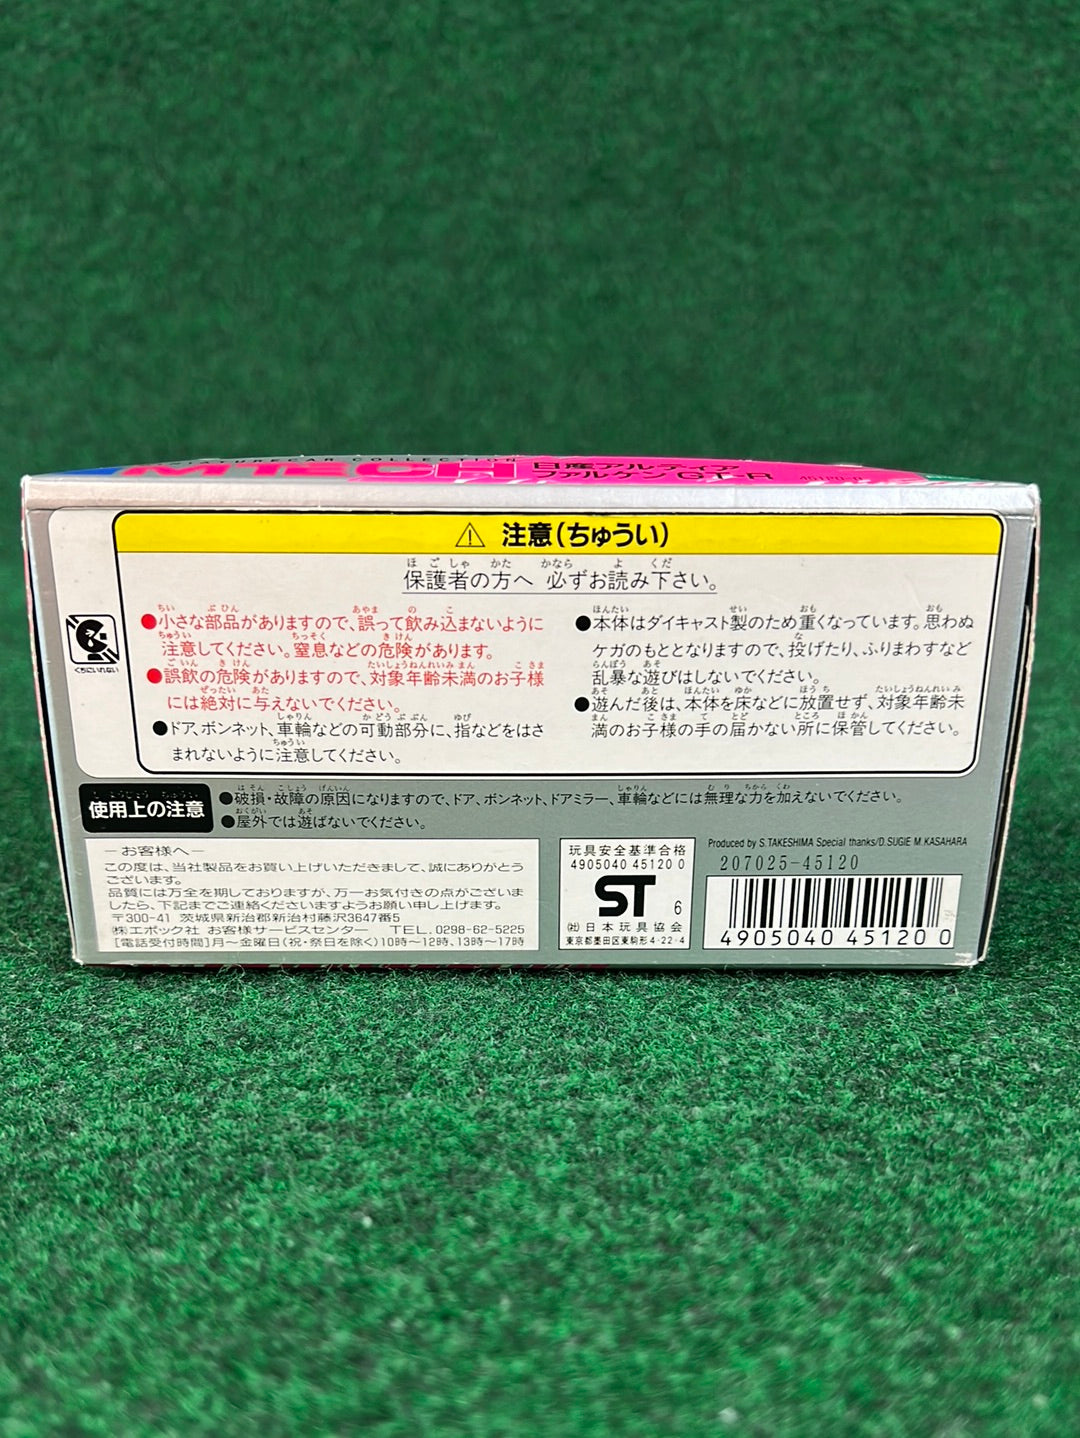 MINIATURECAR COLLECTION
MTECH
日産アルティア
ファルケン GT-R
⚠ 注意(ちゅうい)
保護者の方へ 必ずお読み下さい。
●小さな部品がありますので、誤って飲み込まないように
注意してください。窒息などの危険があります。
●誤飲の危険がありますので、対象年齢未満のお子様
には絶対に与えないでください。
●ドア、ボンネット、車輪などの可動部分に、指などをはさ
まれないように注意してください。
●本体はダイキャスト製のため重くなっています。思わぬ
ケガのもととなりますので、投げたり、ふりまわすなど
乱暴な遊びはしないでください。
●遊んだ後は、本体を床などに放置せず、対象年齢未
満のお子様の手の届かない所に保管してください。
くちにいれない
使用上の注意
●破損・故障の原因になりますので、ドア、ボンネット、ドアミラー、車輪などには無理な力を加えないでください。
●屋外では遊ばないでください。
―お客様へ―
この度は、当社製品をお買い上げいただきまして、誠にありがとう
ございます。
品質には万全を期しておりますが、万一お気付きの点がございま
したら、下記までご連絡くださいますようお願い申し上げます。
〒300-41 茨城県新治郡新治村藤沢3647番5
㈱エポック社 お客様サービスセンター TEL.0298-62-5225
[電話受付時間]月〜金曜日(祝・祭日を除く)10時〜12時、13時〜17時
玩具安全基準合格
4905040 45120 0
ST 6
㈳日本玩具協会
東京都墨田区東駒形4-22-4
Produced by S.TAKESHIMA Special thanks/D.SUGIE M.KASAHARA
207025-45120
4905040 45120 0